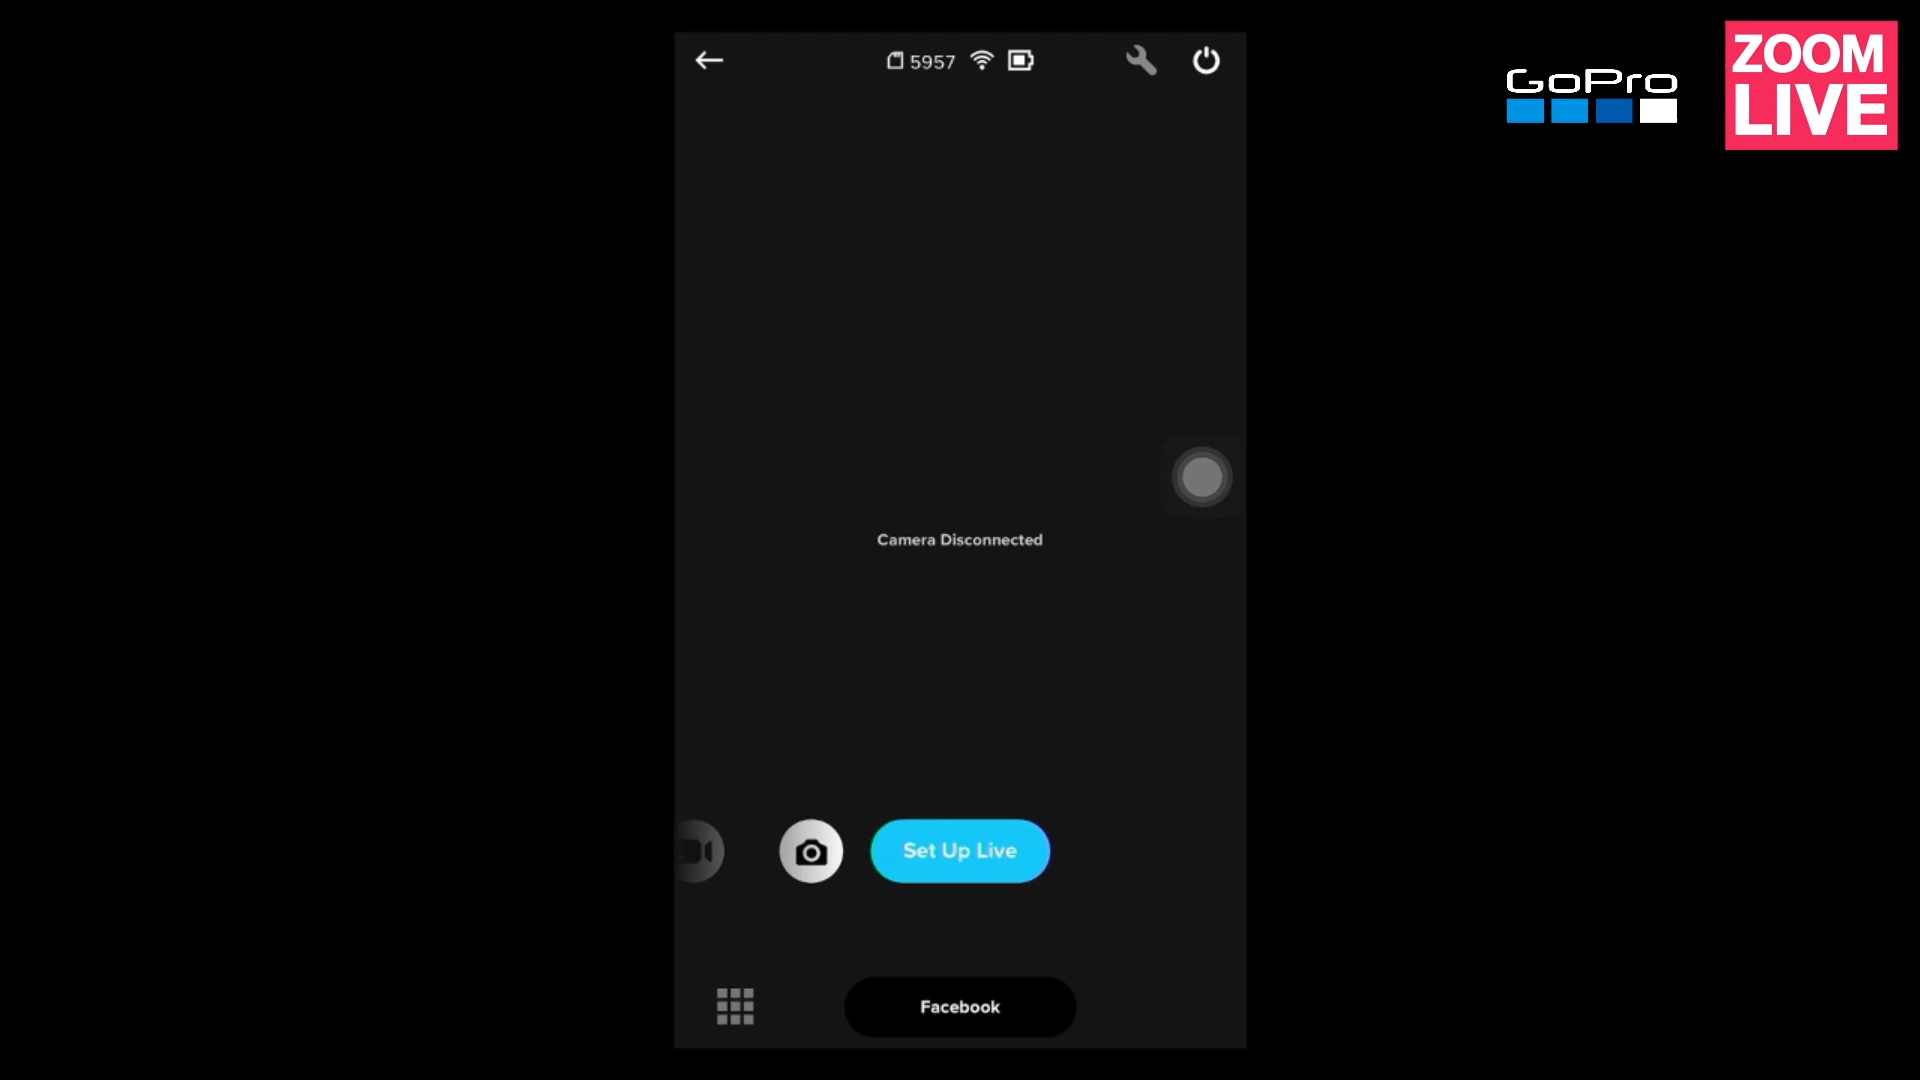 5957
GoPro
ZOOM
LIVE
Camera Disconnected
Set Up Live
Facebook